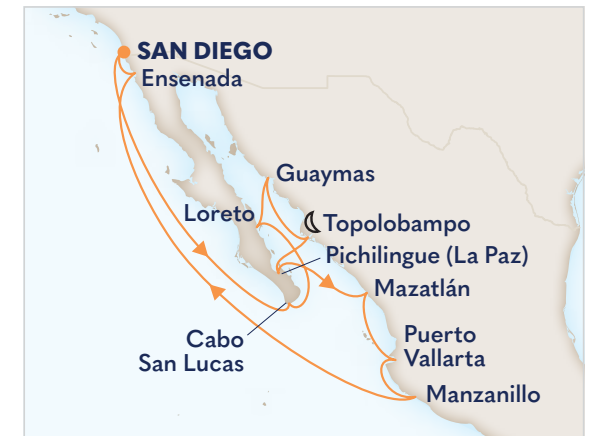 SAN DIEGO
Ensenada
Guaymas
Loreto
Topolobampo
Pichilingue (La Paz)
Mazatlán
Cabo
San Lucas
Puerto
Vallarta
Manzanillo